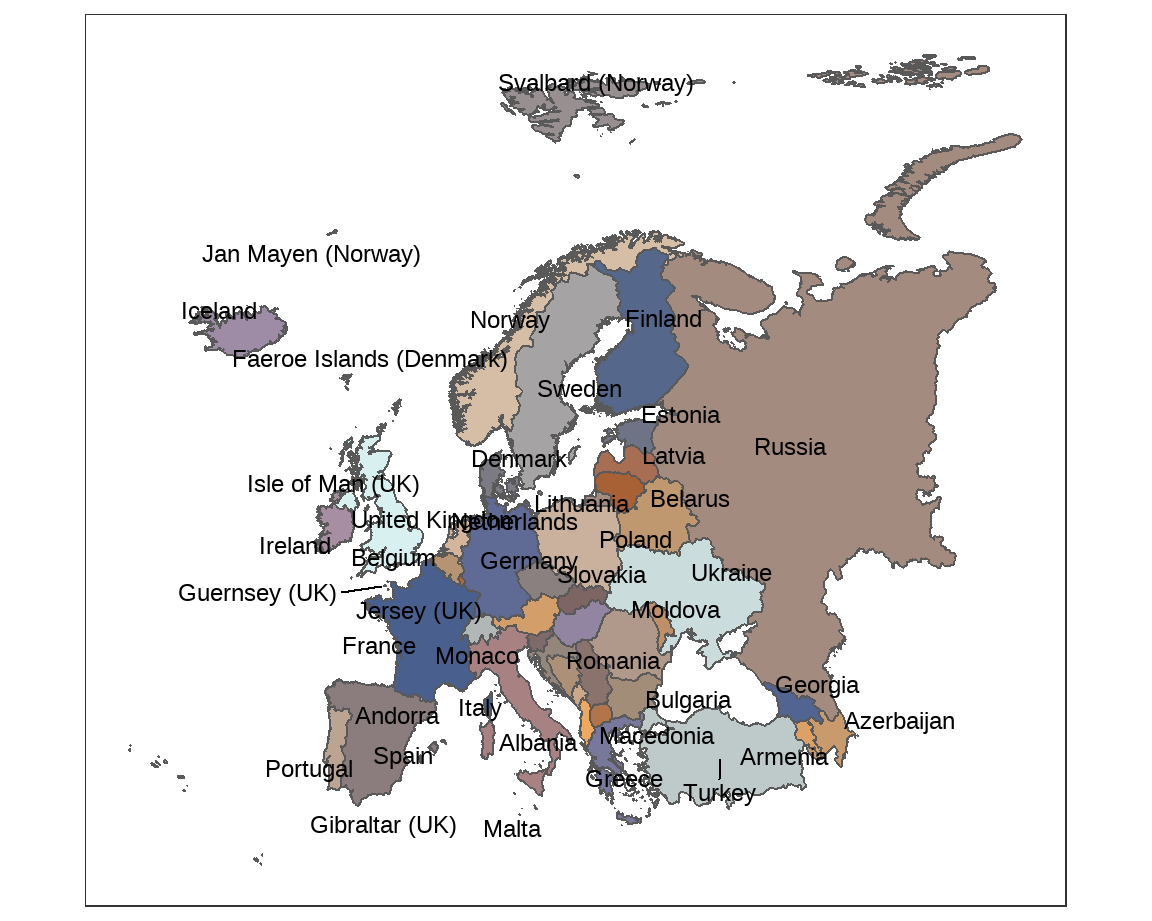 Svalbard (Norway)
Jan Mayen (Norway)
Iceland
Norway
Finland
Faeroe Islands (Denmark)
Sweden
Estonia
Russia
Denmark
Latvia
Isle of Man (UK)
Lithuania
Belarus
United Kingdom
Netherlands
Poland
Ireland
Belgium
Germany
Slovakia
Ukraine
Guernsey (UK)
Jersey (UK)
Moldova
France
Monaco
Romania
Georgia
Andorra
Italy
Bulgaria
Azerbaijan
Albania
Macedonia
Spain
Armenia
Portugal
Greece
Turkey
Gibraltar (UK)
Malta